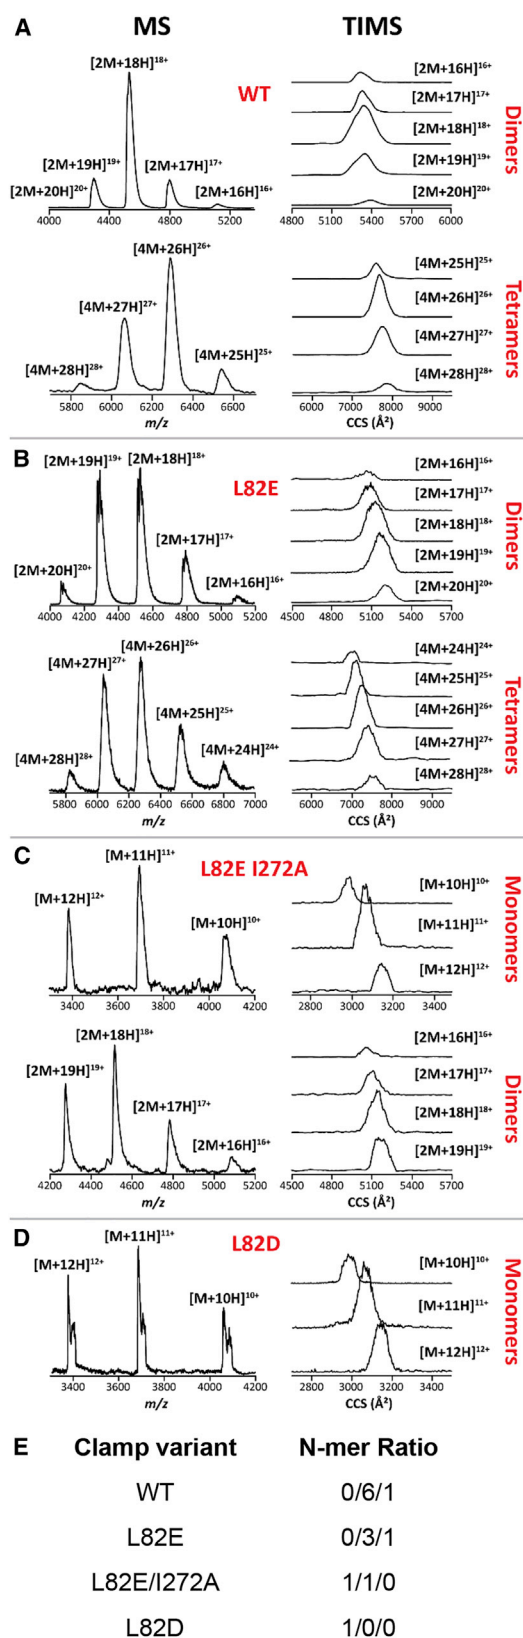 A
MS
TIMS
WT
[2M+18H]18+
[2M+19H]19+
[2M+17H]17+
[2M+20H]20+
[2M+16H]16+
4000 4400 4800 5200
[2M+16H]16+
[2M+17H]17+
[2M+18H]18+
[2M+19H]19+
[2M+20H]20+
4800 5100 5400 5700 6000
Dimers
[4M+26H]26+
[4M+27H]27+
[4M+28H]28+
[4M+25H]25+
5800 6000 6200 6400 6600
m/z
[4M+25H]25+
[4M+26H]26+
[4M+27H]27+
[4M+28H]28+
6000 7000 8000 9000
CCS (Å²)
Tetramers
B
L82E
[2M+19H]19+
[2M+18H]18+
[2M+17H]17+
[2M+20H]20+
[2M+16H]16+
4000 4200 4400 4600 4800 5000 5200
[2M+16H]16+
[2M+17H]17+
[2M+18H]18+
[2M+19H]19+
[2M+20H]20+
4500 4800 5100 5400 5700
Dimers
[4M+26H]26+
[4M+27H]27+
[4M+25H]25+
[4M+28H]28+
[4M+24H]24+
5800 6000 6200 6400 6600 6800 7000
m/z
[4M+24H]24+
[4M+25H]25+
[4M+26H]26+
[4M+27H]27+
[4M+28H]28+
6000 7000 8000 9000
CCS (Å²)
Tetramers
C
L82E I272A
[M+11H]11+
[M+12H]12+
[M+10H]10+
3400 3600 3800 4000 4200
[M+10H]10+
[M+11H]11+
[M+12H]12+
2800 3000 3200 3400
Monomers
[2M+18H]18+
[2M+19H]19+
[2M+17H]17+
[2M+16H]16+
4200 4400 4600 4800 5000 5200
m/z
[2M+16H]16+
[2M+17H]17+
[2M+18H]18+
[2M+19H]19+
4500 4800 5100 5400 5700
CCS (Å²)
Dimers
D
L82D
[M+11H]11+
[M+12H]12+
[M+10H]10+
3400 3600 3800 4000 4200
m/z
[M+10H]10+
[M+11H]11+
[M+12H]12+
2800 3000 3200 3400
CCS (Å²)
Monomers
E
Clamp variant N-mer Ratio
WT 0/6/1
L82E 0/3/1
L82E/I272A 1/1/0
L82D 1/0/0